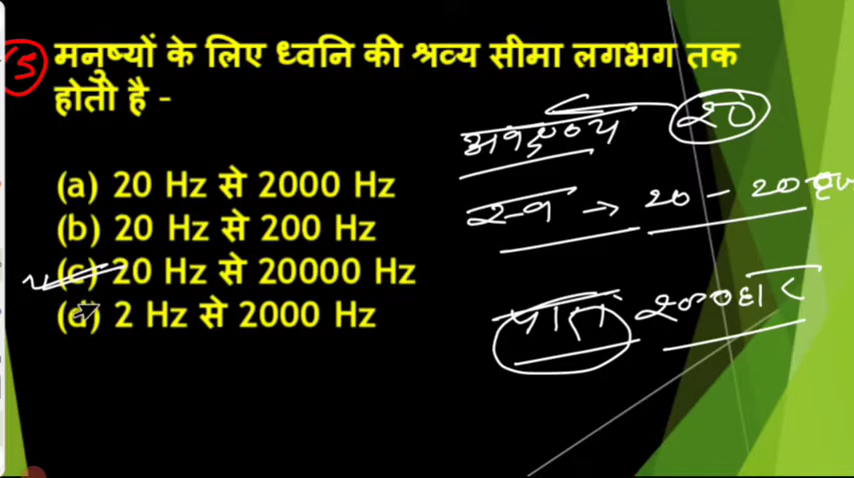 15
मनुष्यों के लिए ध्वनि की श्रव्य सीमा लगभग तक
होती है -
(a) 20 Hz से 2000 Hz
(b) 20 Hz से 200 Hz
(c) 20 Hz से 20000 Hz
(d) 2 Hz से 2000 Hz
20
20 - 20